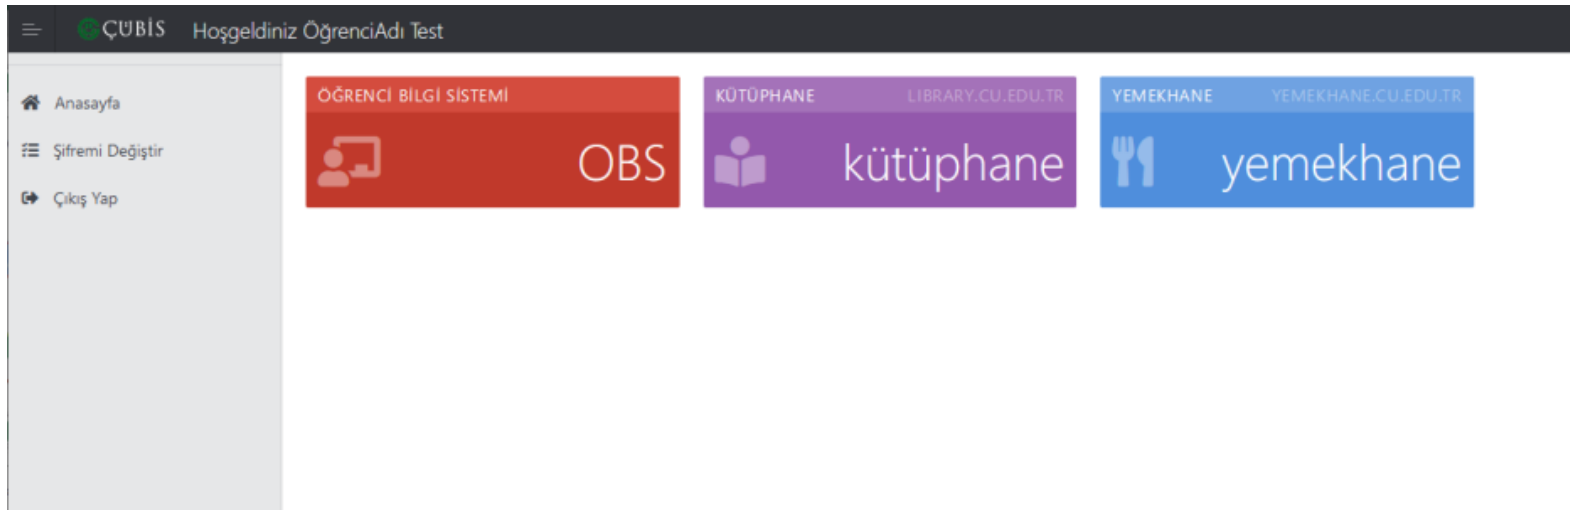 ÇÜBİS Hoşgeldiniz ÖğrenciAdı Test
Anasayfa
Şifremi Değiştir
Çıkış Yap
ÖĞRENCİ BİLGİ SİSTEMİ
OBS
KÜTÜPHANE LIBRARY.CU.EDU.TR
kütüphane
YEMEKHANE YEMEKHANE.CU.EDU.TR
yemekhane